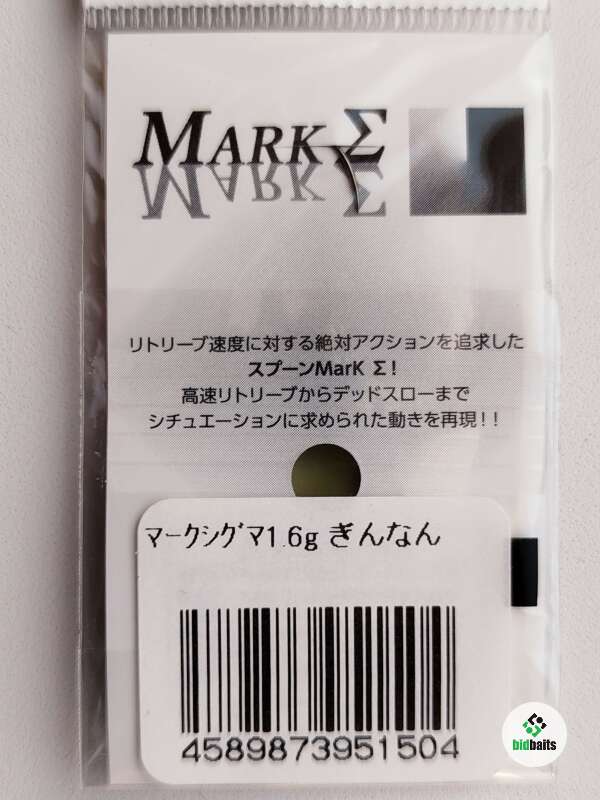 MARK Σ
リトリーブ速度に対する絶対アクションを追求した
スプーンMarK Σ！
高速リトリーブからデッドスローまで
シチュエーションに求められた動きを再現！！
マークシグマ1.6g ぎんなん
4589873951504
bidbaits